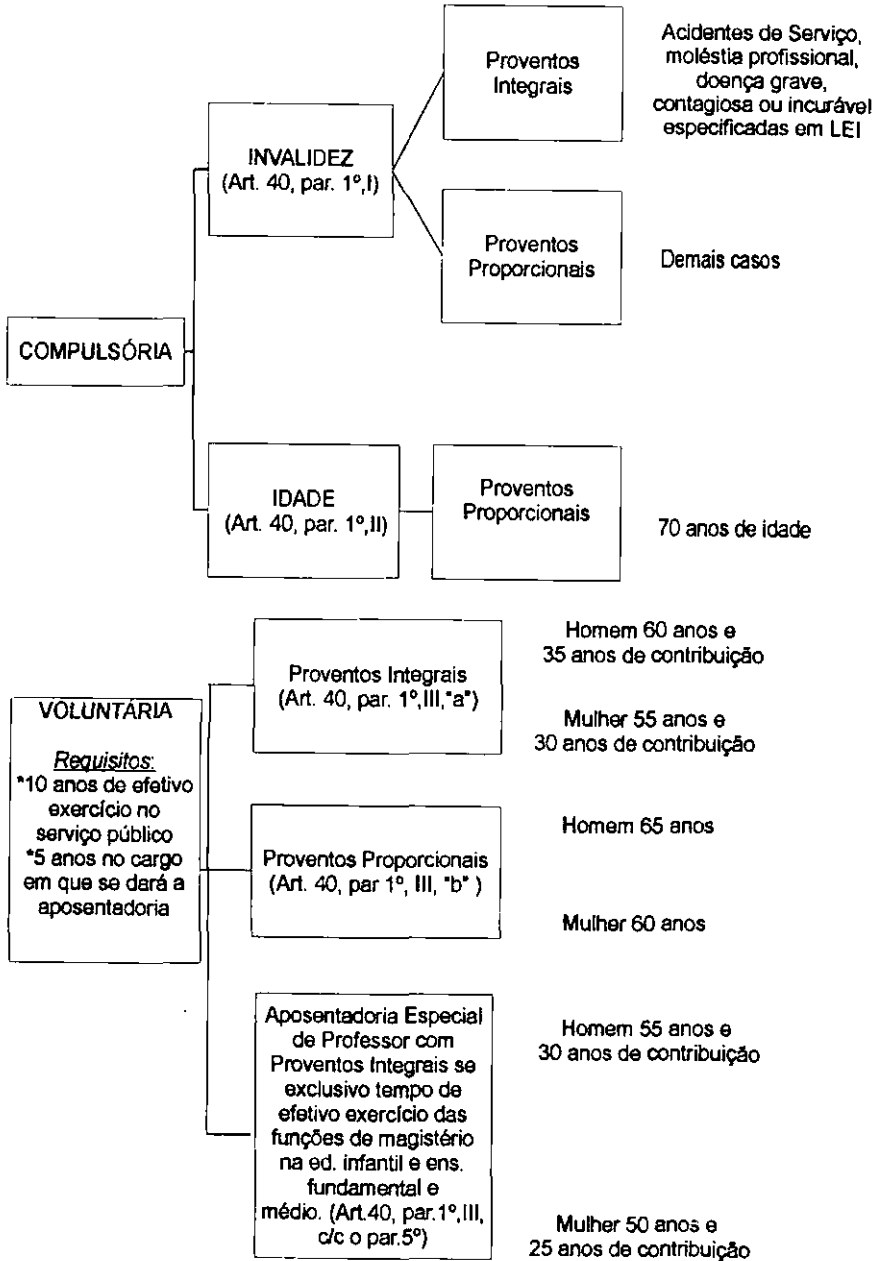 Proventos
Integrais
Acidentes de Serviço,
moléstia profissional,
doença grave,
contagiosa ou incurável
especificadas em LEI
INVALIDEZ
(Art. 40, par. 1º,I)
Proventos
Proporcionais
Demais casos
COMPULSÓRIA
IDADE
(Art. 40, par. 1º,II)
Proventos
Proporcionais
70 anos de idade
VOLUNTÁRIA
Requisitos:
*10 anos de efetivo
exercício no
serviço público
*5 anos no cargo
em que se dará a
aposentadoria
Proventos Integrais
(Art. 40, par. 1º,III,"a")
Homem 60 anos e
35 anos de contribuição
Mulher 55 anos e
30 anos de contribuição
Proventos Proporcionais
(Art. 40, par 1º, III, "b" )
Homem 65 anos
Mulher 60 anos
Aposentadoria Especial
de Professor com
Proventos Integrais se
exclusivo tempo de
efetivo exercício das
funções de magistério
na ed. infantil e ens.
fundamental e
médio. (Art.40, par.1º,III,
c/c o par.5º)
Homem 55 anos e
30 anos de contribuição
Mulher 50 anos e
25 anos de contribuição